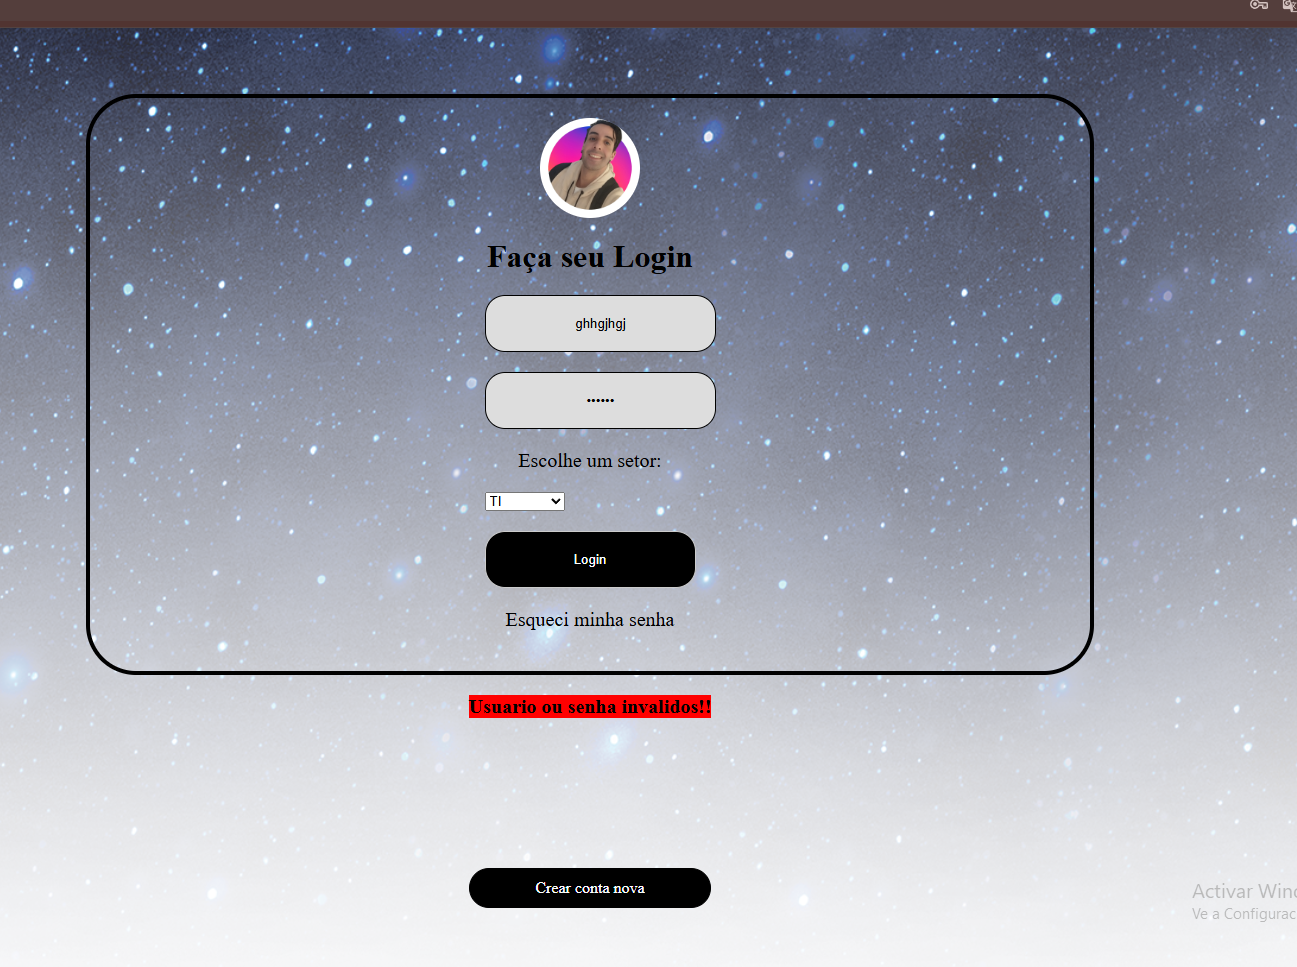 Faça seu Login
ghhgjhgj
••••••
Escolhe um setor:
TI
Login
Esqueci minha senha
Usuario ou senha invalidos!!
Crear conta nova
Activar Win
Ve a Configurac